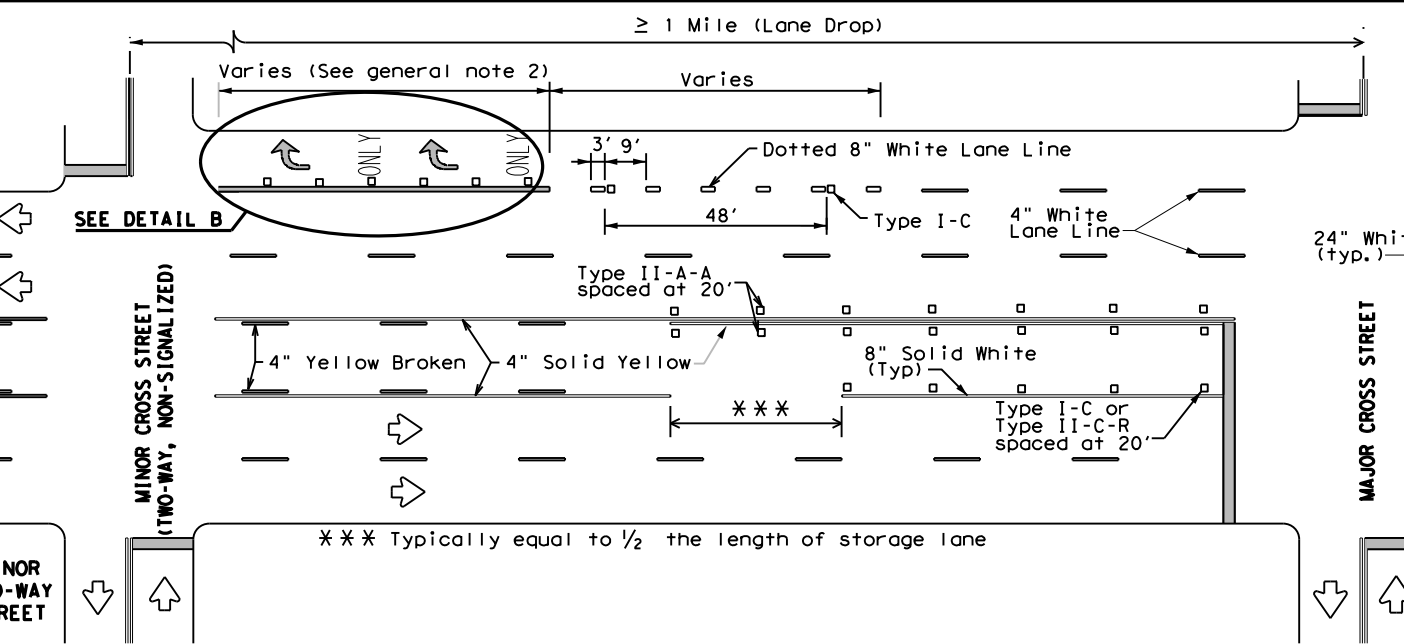 ≥ 1 Mile (Lane Drop)
Varies (See general note 2)
Varies
ONLY
ONLY
3' 9'
Dotted 8" White Lane Line
SEE DETAIL B
48'
Type I-C
4" White
Lane Line
24" Whi
(typ.)
Type II-A-A
spaced at 20'
MINOR CROSS STREET
(TWO-WAY, NON-SIGNALIZED)
MAJOR CROSS STREET
4" Yellow Broken
4" Solid Yellow
8" Solid White
(Typ)
***
Type I-C or
Type II-C-R
spaced at 20'
*** Typically equal to ½ the length of storage lane
NOR
O-WAY
REET